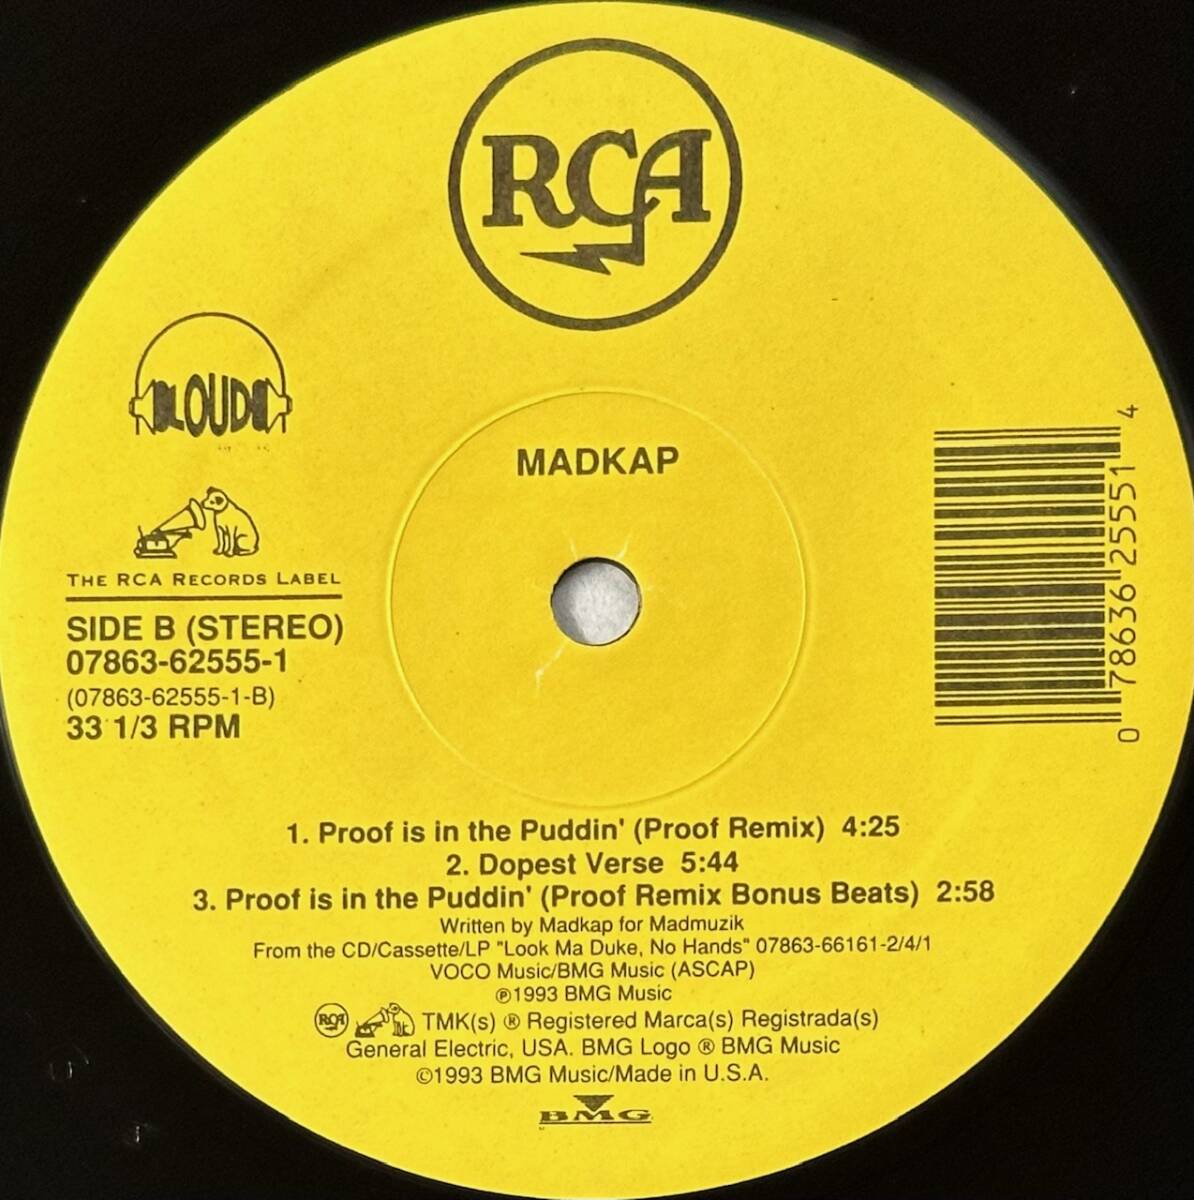 RCA
LOUD
MADKAP
THE RCA RECORDS LABEL
SIDE B (STEREO)
07863-62555-1
(07863-62555-1-B)
33 1/3 RPM
0 78636 25551 4
1. Proof is in the Puddin' (Proof Remix) 4:25
2. Dopest Verse 5:44
3. Proof is in the Puddin' (Proof Remix Bonus Beats) 2:58
Written by Madkap for Madmuzik
From the CD/Cassette/LP "Look Ma Duke, No Hands" 07863-66161-2/4/1
VOCO Music/BMG Music (ASCAP)
℗1993 BMG Music
RCA TMK(s) ® Registered Marca(s) Registrada(s)
General Electric, USA. BMG Logo ® BMG Music
©1993 BMG Music/Made in U.S.A.
BMG